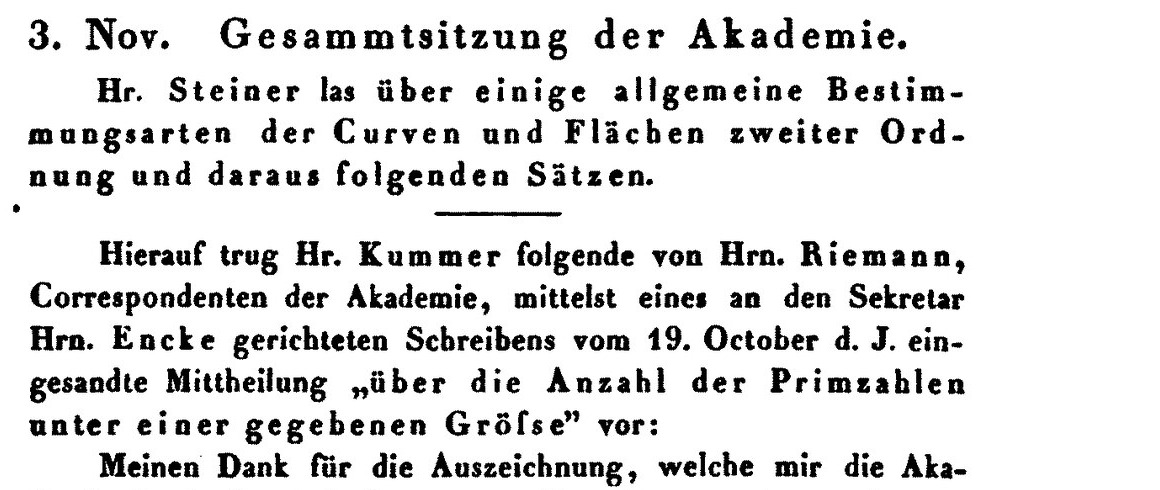 3. Nov. Gesammtsitzung der Akademie.
Hr. Steiner las über einige allgemeine Bestim-
mungsarten der Curven und Flächen zweiter Ord-
nung und daraus folgenden Sätzen.
Hierauf trug Hr. Kummer folgende von Hrn. Riemann,
Correspondenten der Akademie, mittelst eines an den Sekretar
Hrn. Encke gerichteten Schreibens vom 19. October d. J. ein-
gesandte Mittheilung „über die Anzahl der Primzahlen
unter einer gegebenen Gröſse” vor:
Meinen Dank für die Auszeichnung, welche mir die Aka-